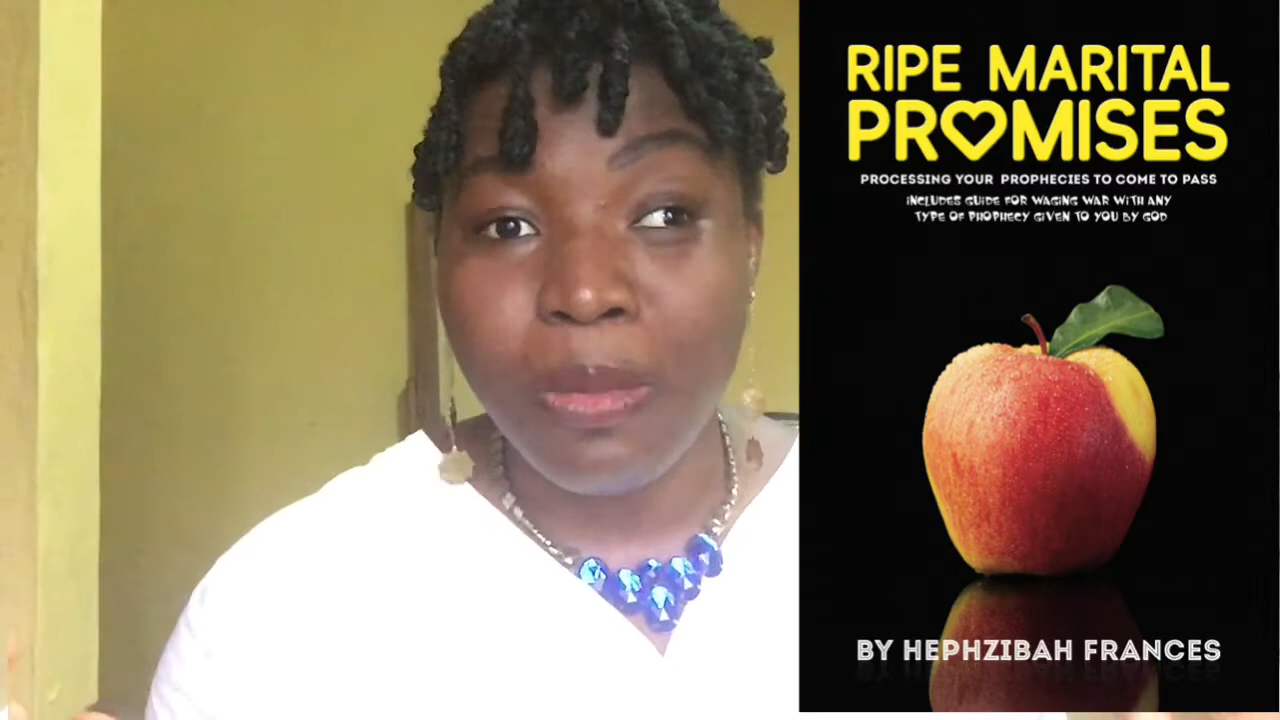 RIPE MARITAL
PROMISES
PROCESSING YOUR PROPHECIES TO COME TO PASS
INCLUDES GUIDE FOR WAGING WAR WITH ANY
TYPE OF PHOPHECY GIVEN TO YOU BY GOD
BY HEPHZIBAH FRANCES